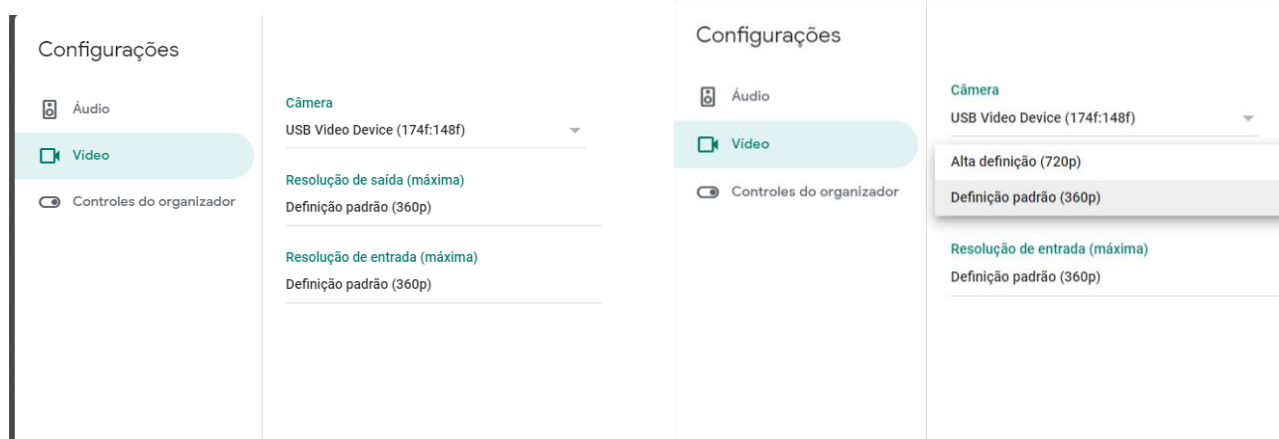 Configurações
Áudio
Vídeo
Controles do organizador
Câmera
USB Video Device (174f:148f)
Resolução de saída (máxima)
Definição padrão (360p)
Resolução de entrada (máxima)
Definição padrão (360p)
Configurações
Áudio
Vídeo
Controles do organizador
Câmera
USB Video Device (174f:148f)
Alta definição (720p)
Definição padrão (360p)
Resolução de entrada (máxima)
Definição padrão (360p)